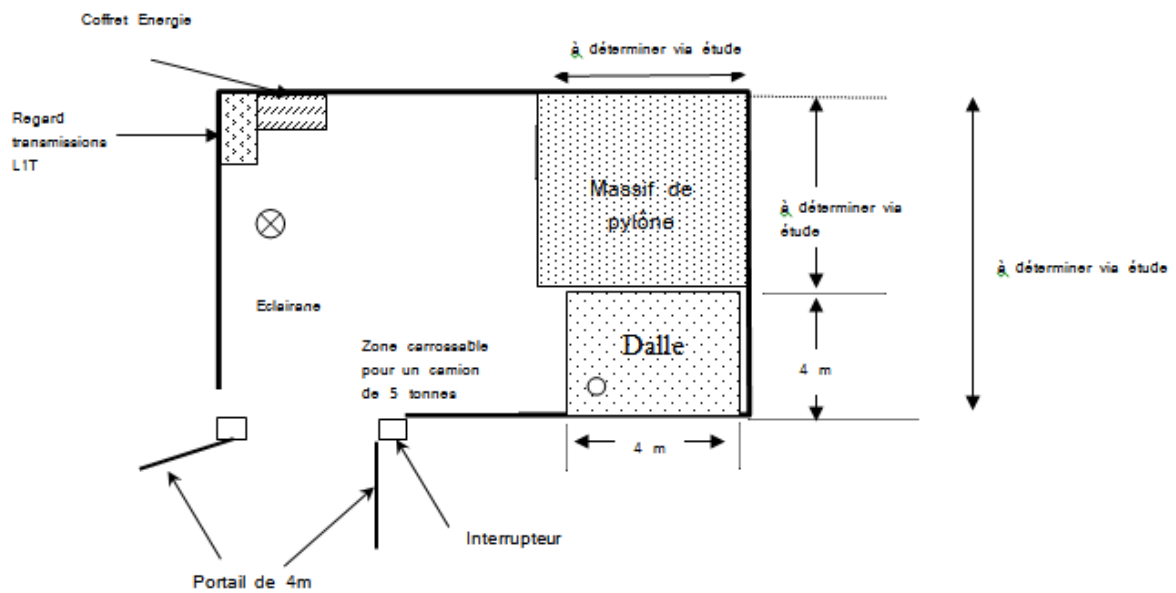 Coffret Energie
à déterminer via étude
Regard
transmissions
L1T
Massif de
pylône
à déterminer via
étude
à déterminer via étude
Eclairane
Zone carrossable
pour un camion
de 5 tonnes
Dalle
4 m
4 m
Interrupteur
Portail de 4m